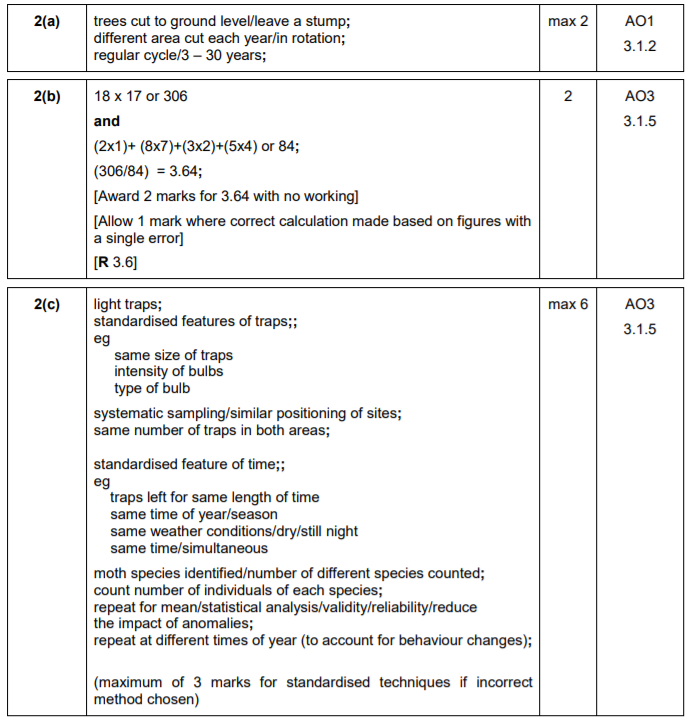 2(a)
trees cut to ground level/leave a stump;
different area cut each year/in rotation;
regular cycle/3 – 30 years;
max 2
AO1
3.1.2
2(b)
18 x 17 or 306
and
(2x1)+ (8x7)+(3x2)+(5x4) or 84;
(306/84)  = 3.64;
[Award 2 marks for 3.64 with no working]
[Allow 1 mark where correct calculation made based on figures with
a single error]
[R 3.6]
2
AO3
3.1.5
2(c)
light traps;
standardised features of traps;;
eg
same size of traps
intensity of bulbs
type of bulb
systematic sampling/similar positioning of sites;
same number of traps in both areas;
standardised feature of time;;
eg
traps left for same length of time
same time of year/season
same weather conditions/dry/still night
same time/simultaneous
moth species identified/number of different species counted;
count number of individuals of each species;
repeat for mean/statistical analysis/validity/reliability/reduce
the impact of anomalies;
repeat at different times of year (to account for behaviour changes);
(maximum of 3 marks for standardised techniques if incorrect
method chosen)
max 6
AO3
3.1.5